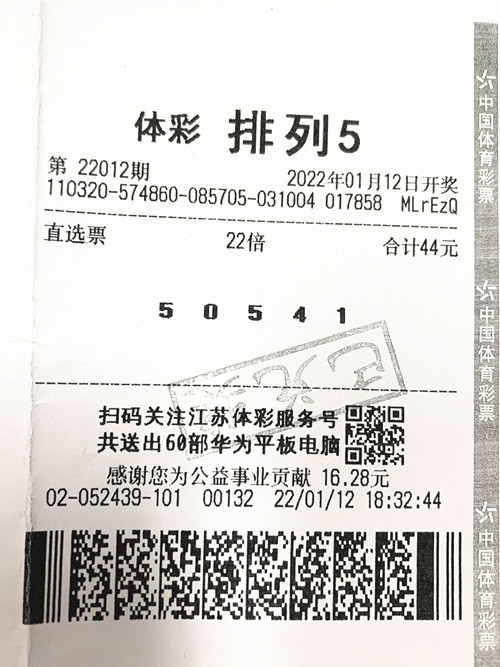 体彩 排列5
第 22012期 2022年01月12日开奖
110320-574860-085705-031004 017858 MLrEzQ
直选票 22倍 合计44元
5 0 5 4 1
扫码关注江苏体彩服务号
共送出60部华为平板电脑
感谢您为公益事业贡献 16.28元
02-052439-101 00132 22/01/12 18:32:44
中国体育彩票
中国体育彩票
中国体育彩票